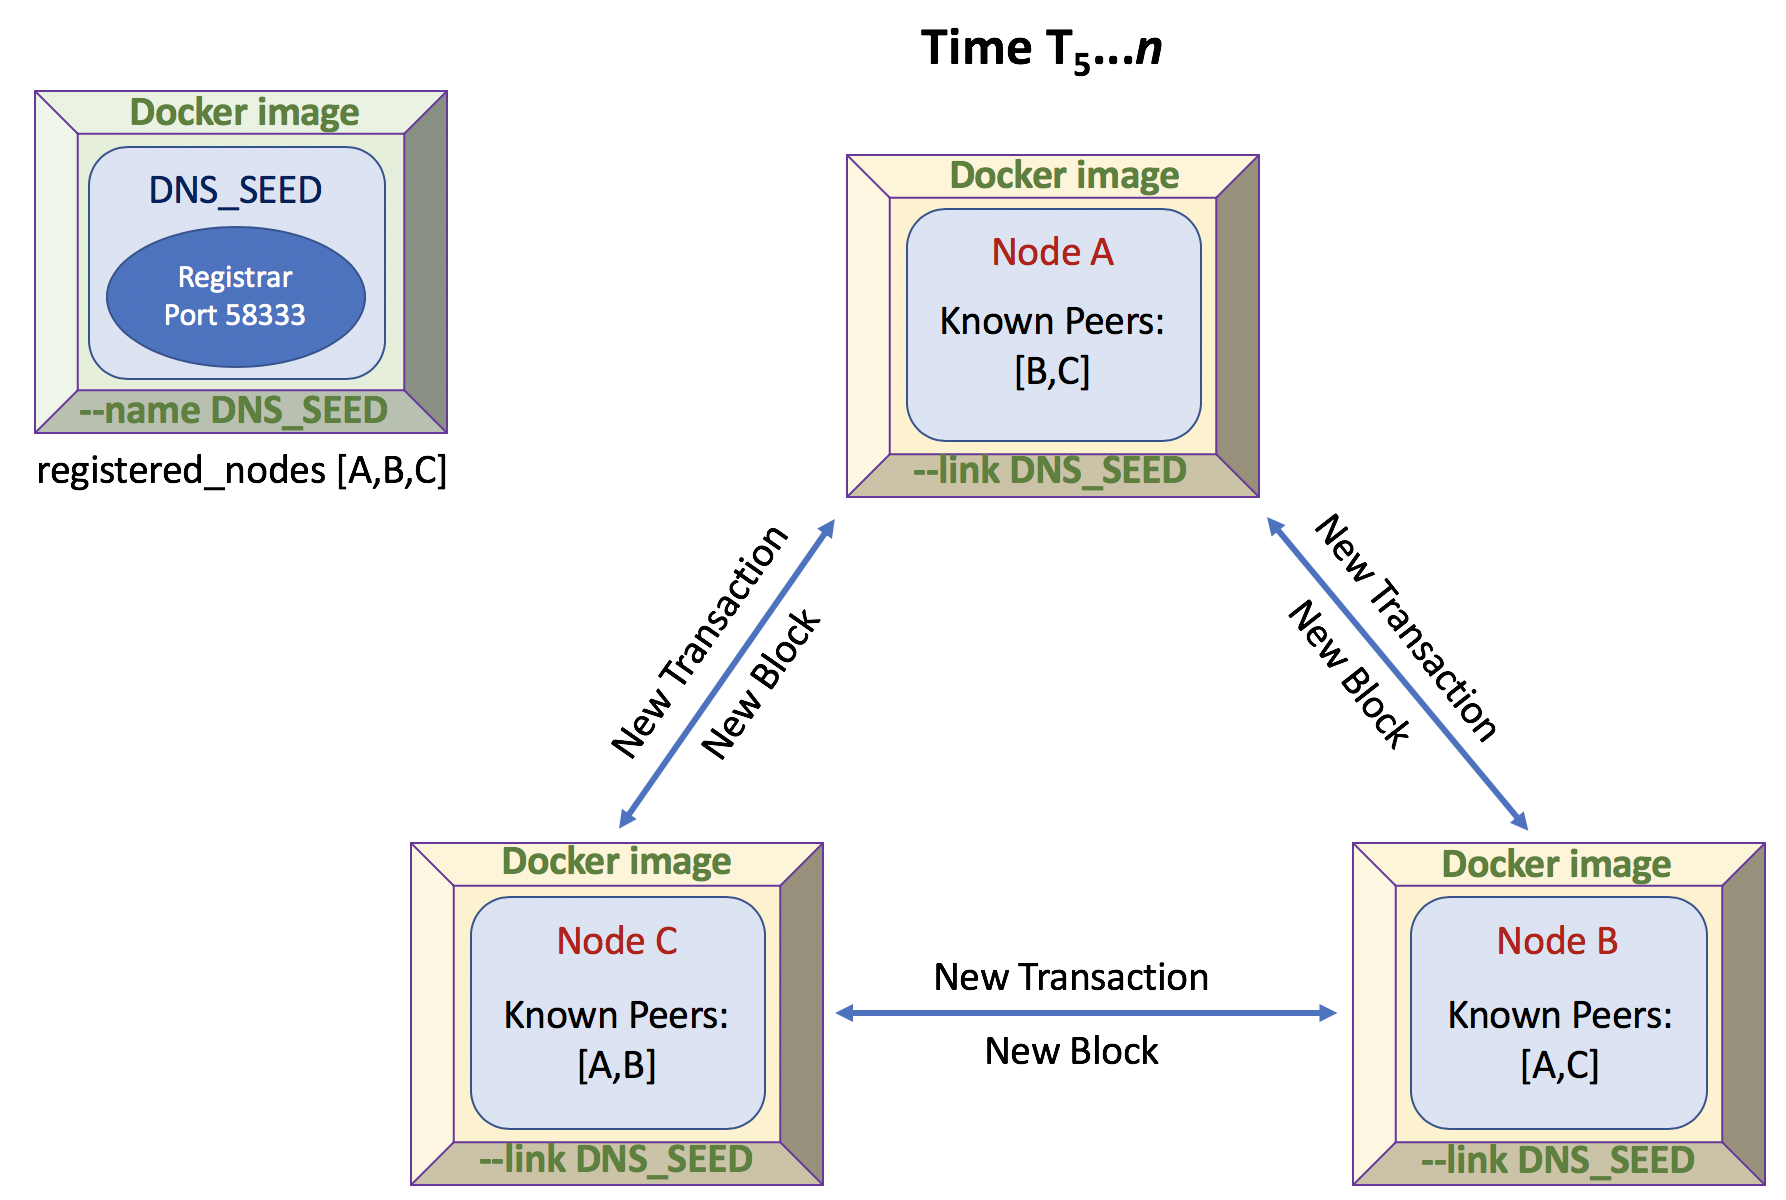 Time T5...n
Docker image
DNS_SEED
Registrar
Port 58333
--name DNS_SEED
registered_nodes [A,B,C]
Docker image
Node A
Known Peers:
[B,C]
--link DNS_SEED
New Transaction
New Block
New Transaction
New Block
Docker image
Node C
Known Peers:
[A,B]
--link DNS_SEED
New Transaction
New Block
Docker image
Node B
Known Peers:
[A,C]
--link DNS_SEED